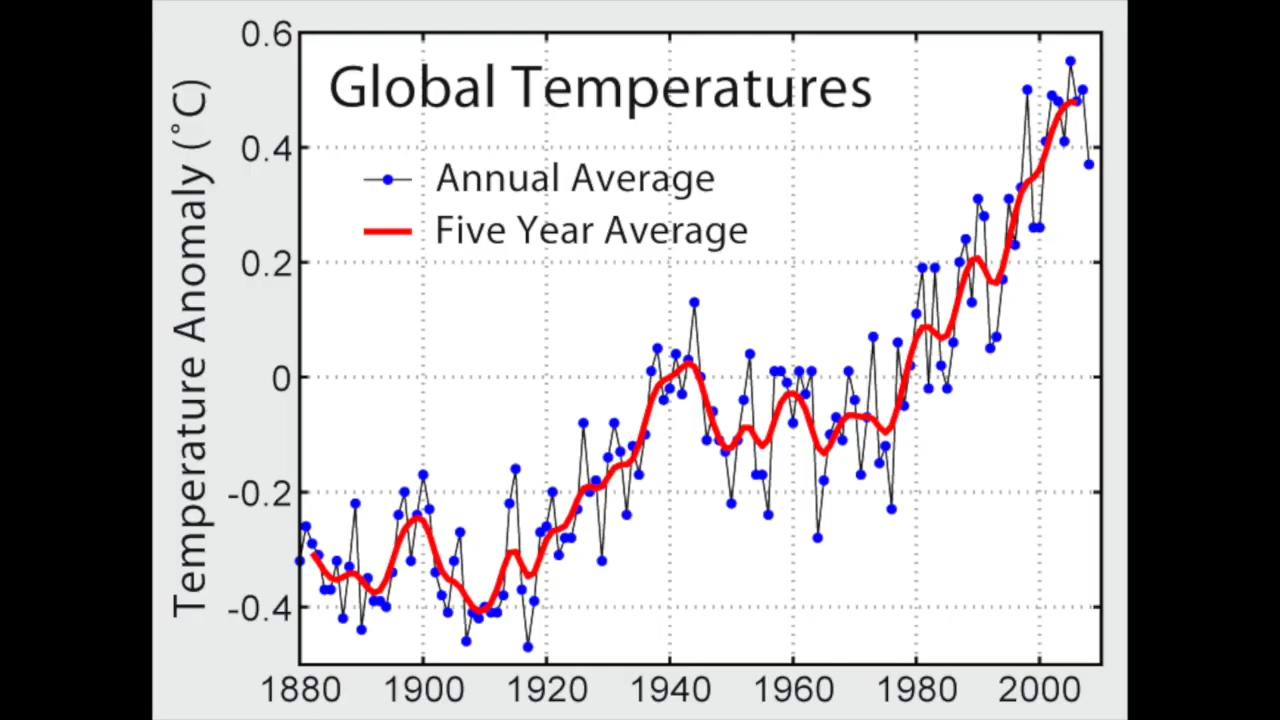 Global Temperatures
Annual Average
Five Year Average
Temperature Anomaly (˚C)
0.6
0.4
0.2
0
-0.2
-0.4
1880 1900 1920 1940 1960 1980 2000